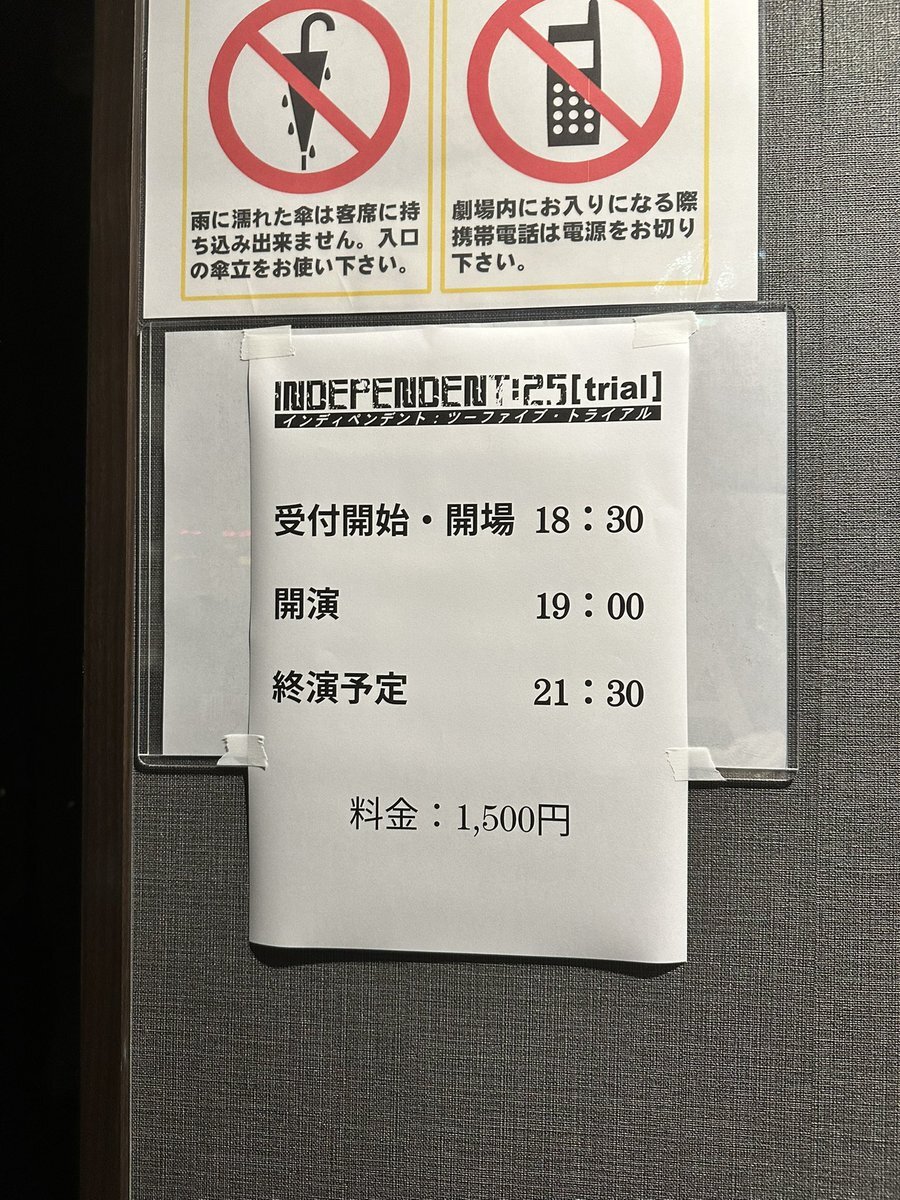 雨に濡れた傘は客席に持
ち込み出来ません。入口
の傘立をお使い下さい。
劇場内にお入りになる際
携帯電話は電源をお切り
下さい。
INDEPENDENT:25[trial]
インディペンデント:ツーファイブ・トライアル
受付開始・開場 18:30
開演 19:00
終演予定 21:30
料金:1,500円